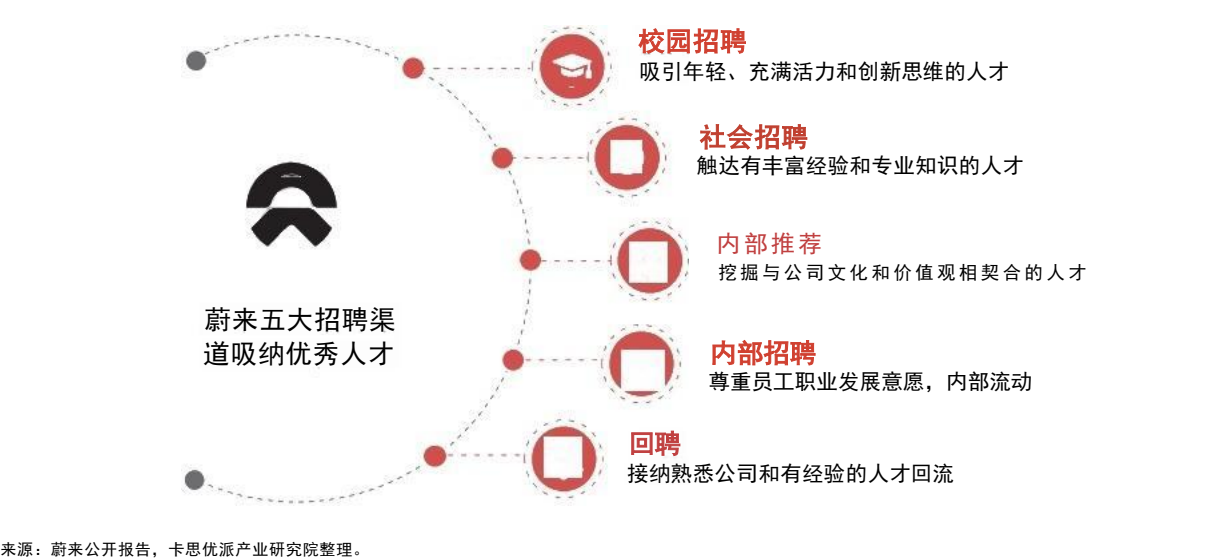 校园招聘
吸引年轻、充满活力和创新思维的人才
社会招聘
触达有丰富经验和专业知识的人才
内部推荐
挖掘与公司文化和价值观相契合的人才
蔚来五大招聘渠
道吸纳优秀人才
内部招聘
尊重员工职业发展意愿，内部流动
回聘
接纳熟悉公司和有经验的人才回流
来源：蔚来公开报告，卡思优派产业研究院整理。